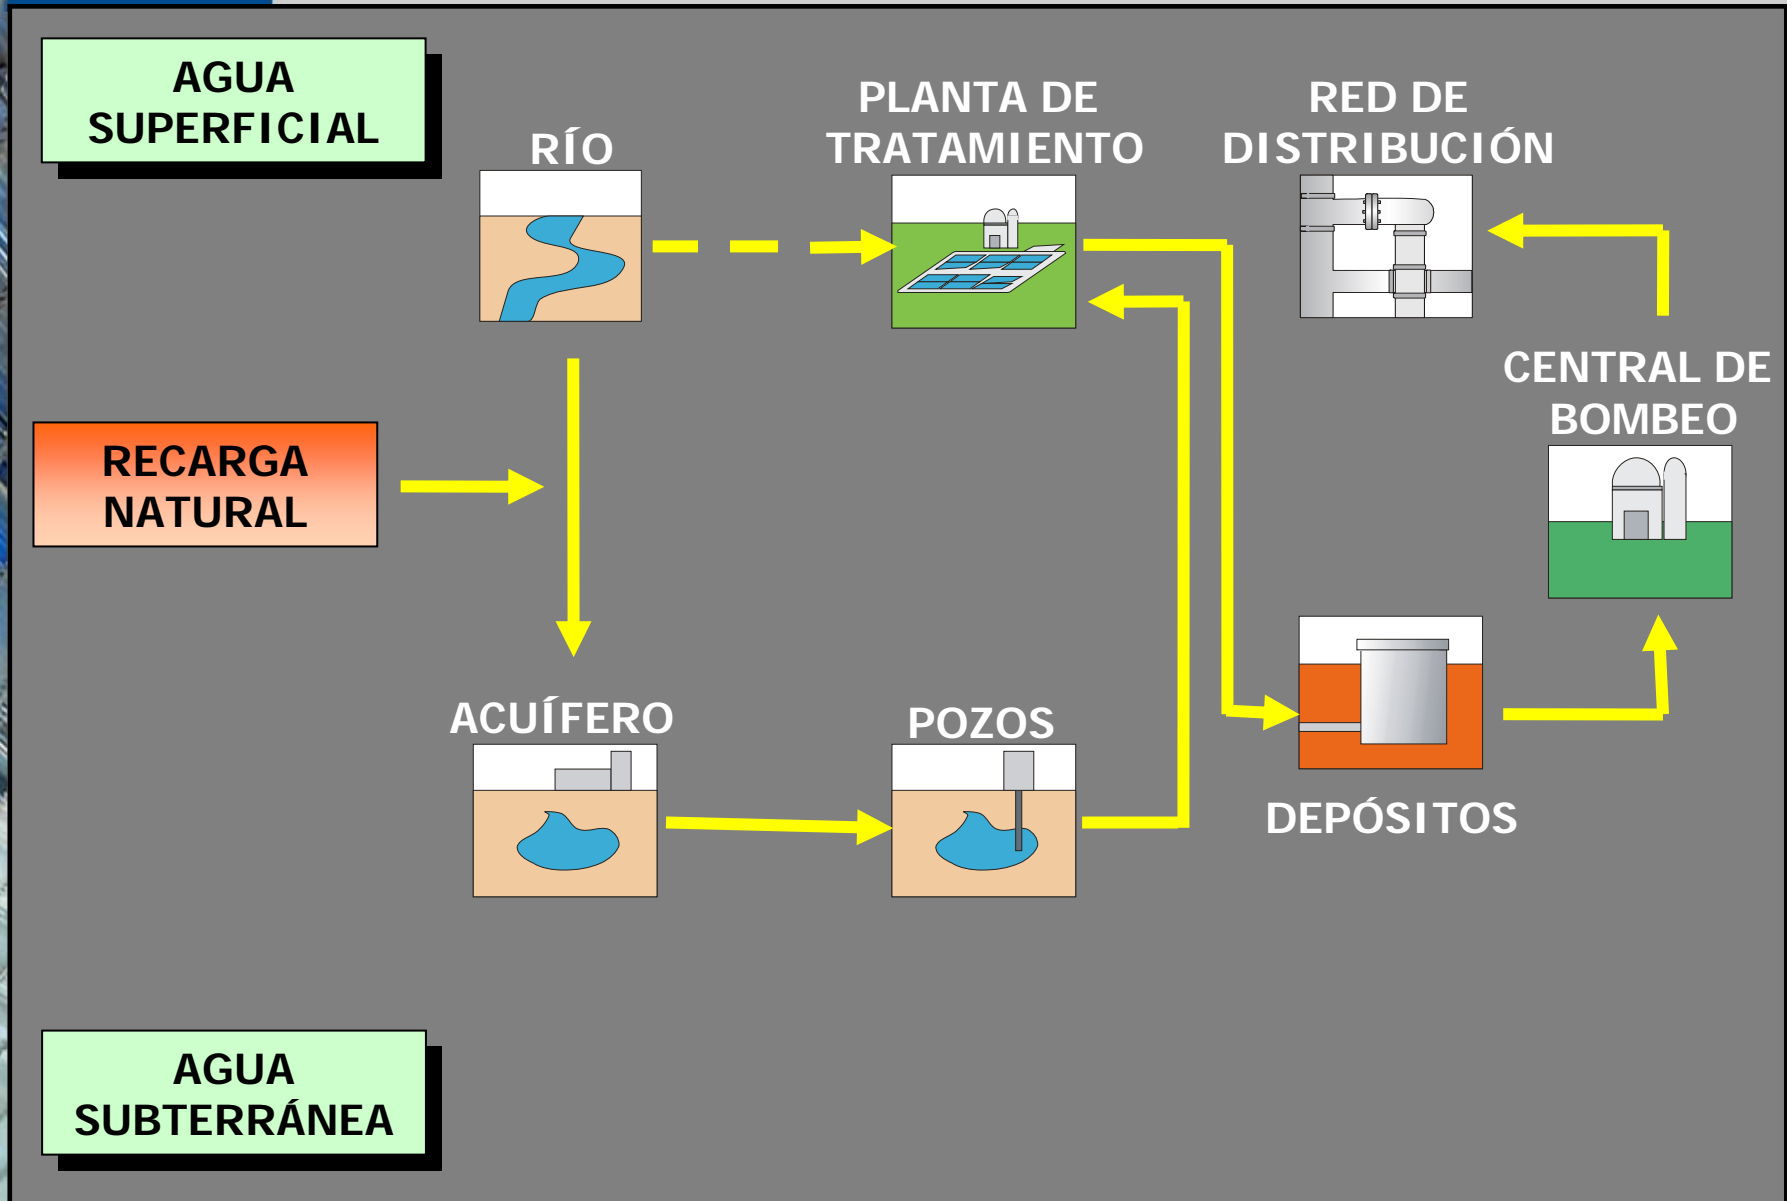 AGUA
SUPERFICIAL
RÍO
PLANTA DE
TRATAMIENTO
RED DE
DISTRIBUCIÓN
CENTRAL DE
BOMBEO
RECARGA
NATURAL
ACUÍFERO
POZOS
DEPÓSITOS
AGUA
SUBTERRÁNEA